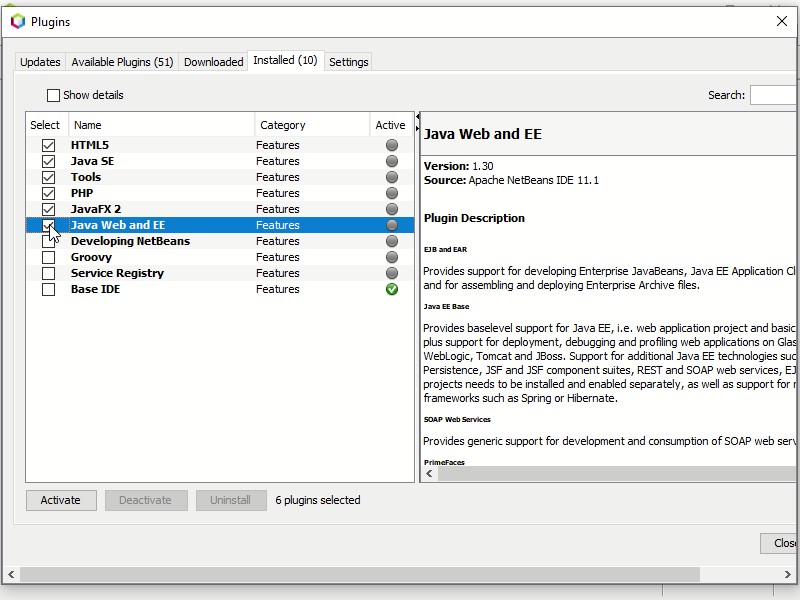 Plugins
Updates Available Plugins (51) Downloaded Installed (10) Settings
Show details
Search:
Select Name Category Active
HTML5 Features
Java SE Features
Tools Features
PHP Features
JavaFX 2 Features
Java Web and EE Features
Developing NetBeans Features
Groovy Features
Service Registry Features
Base IDE Features
Java Web and EE
Version: 1.30
Source: Apache NetBeans IDE 11.1
Plugin Description
EJB and EAR
Provides support for developing Enterprise JavaBeans, Java EE Application Cl
and for assembling and deploying Enterprise Archive files.
Java EE Base
Provides baselevel support for Java EE, i.e. web application project and basic
plus support for deployment, debugging and profiling web applications on Glas
WebLogic, Tomcat and JBoss. Support for additional Java EE technologies suc
Persistence, JSF and JSF component suites, REST and SOAP web services, EJ
projects needs to be installed and enabled separately, as well as support for
frameworks such as Spring or Hibernate.
SOAP Web Services
Provides generic support for development and consumption of SOAP web serv
PrimeFaces
Activate Deactivate Uninstall 6 plugins selected
Close